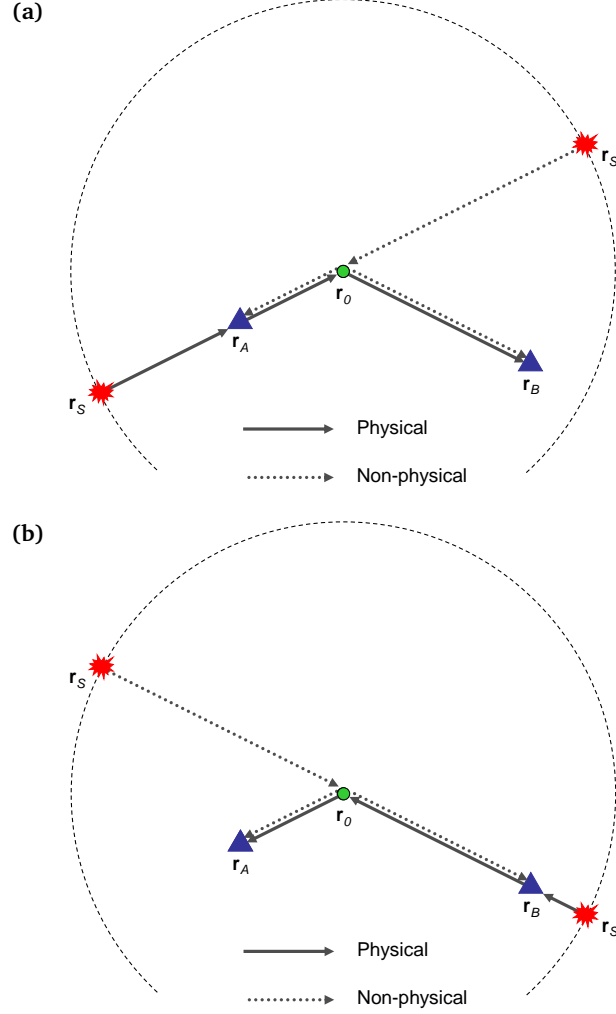 (a)
r_S
r_0
r_A
r_B
r_S
Physical
Non-physical
(b)
r_S
r_0
r_A
r_B
r_S
Physical
Non-physical